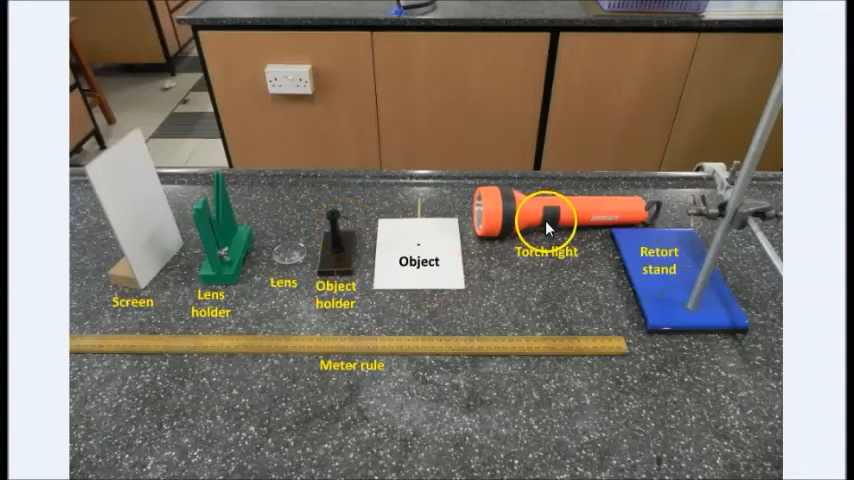 Object
Torch light
Retort
stand
Lens
Object
holder
Screen
Lens
holder
Meter rule